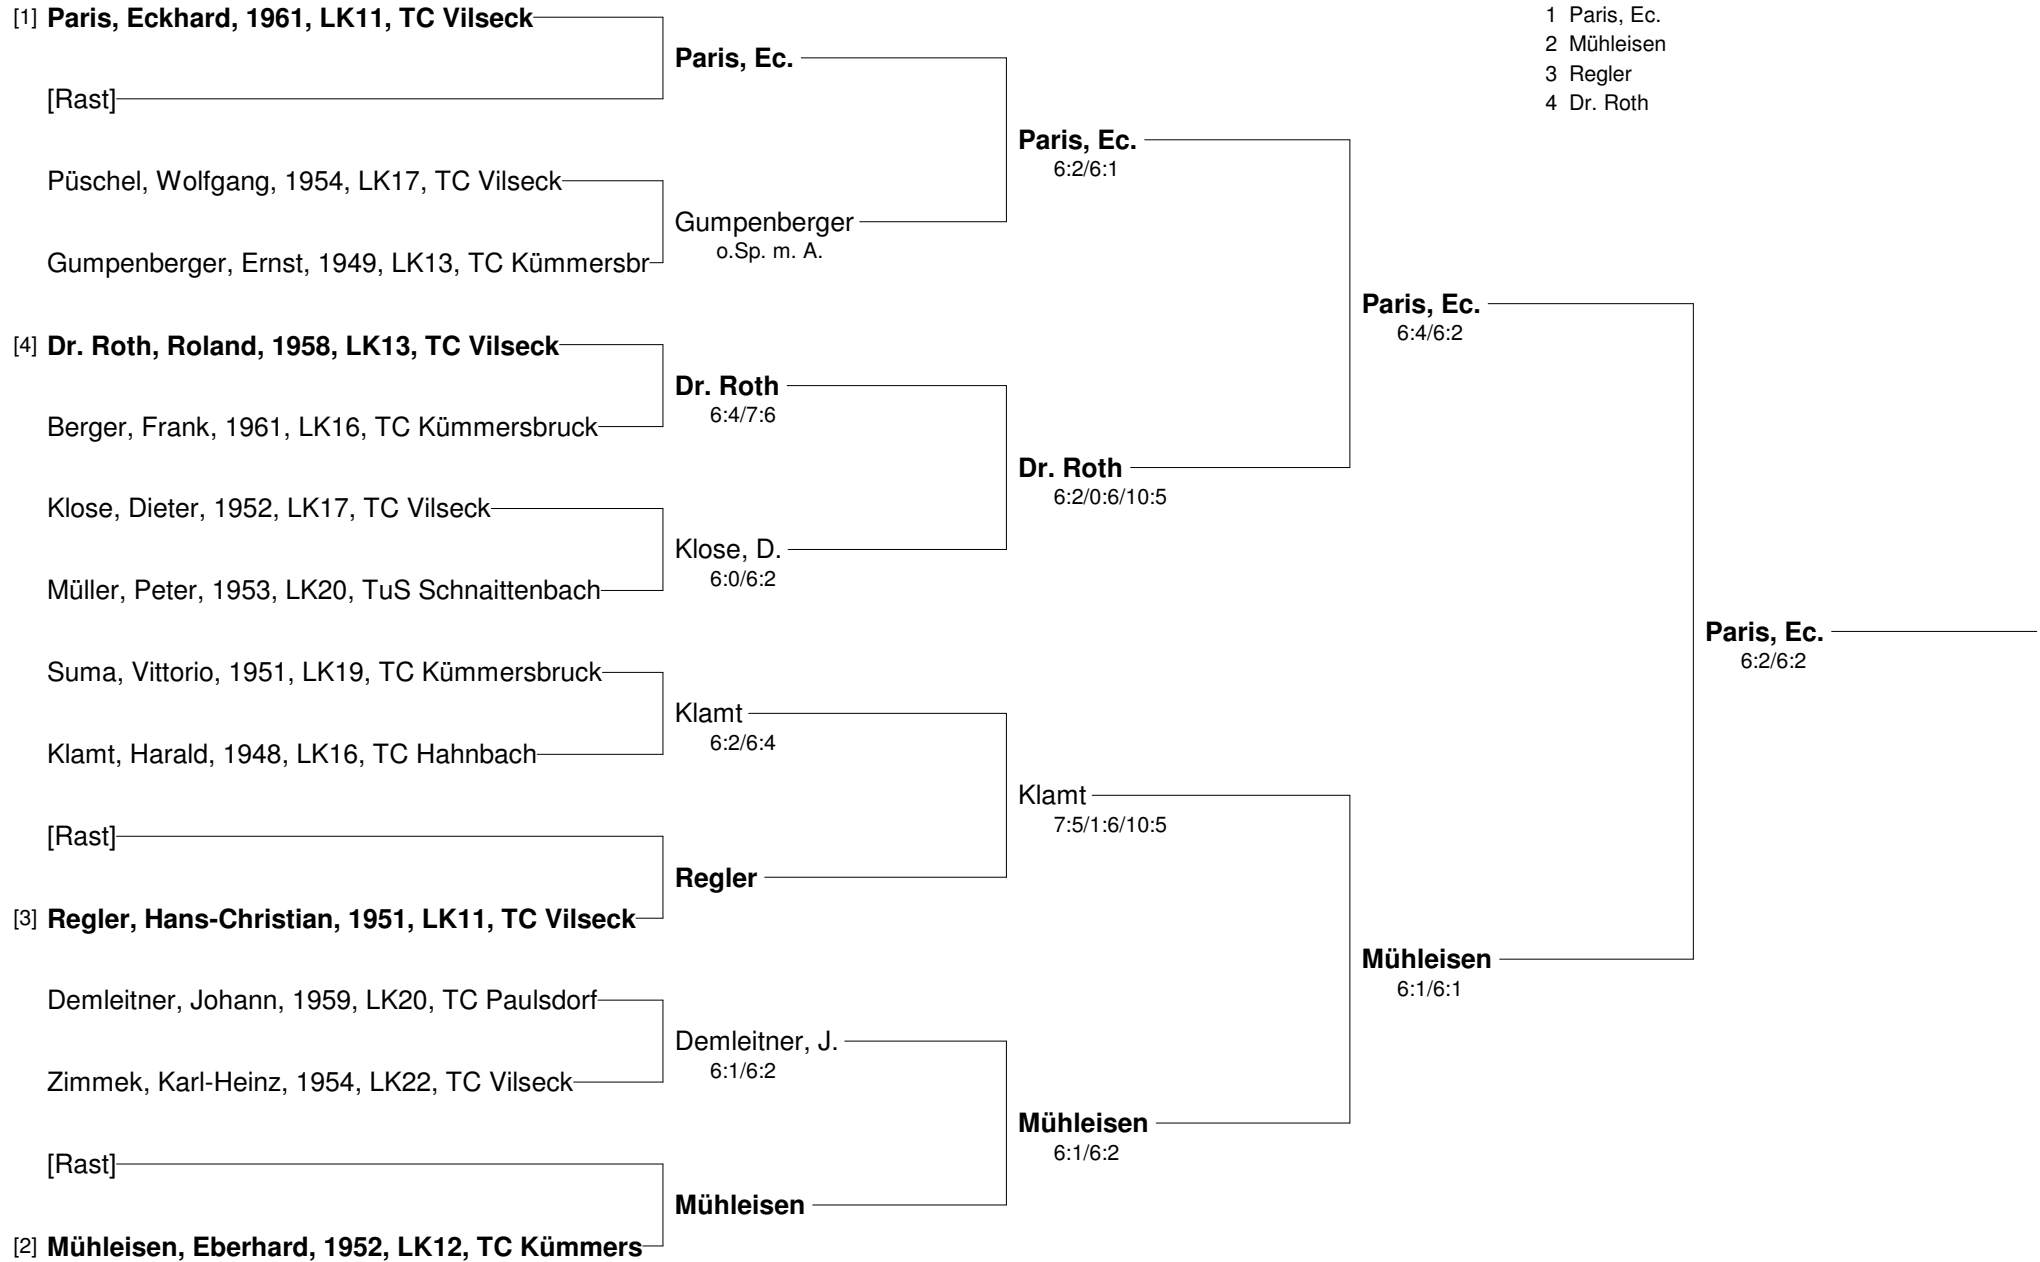 [1] Paris, Eckhard, 1961, LK11, TC Vilseck
[Rast]
Püschel, Wolfgang, 1954, LK17, TC Vilseck
Gumpenberger, Ernst, 1949, LK13, TC Kümmersbr
[4] Dr. Roth, Roland, 1958, LK13, TC Vilseck
Berger, Frank, 1961, LK16, TC Kümmersbruck
Klose, Dieter, 1952, LK17, TC Vilseck
Müller, Peter, 1953, LK20, TuS Schnaittenbach
Suma, Vittorio, 1951, LK19, TC Kümmersbruck
Klamt, Harald, 1948, LK16, TC Hahnbach
[Rast]
[3] Regler, Hans-Christian, 1951, LK11, TC Vilseck
Demleitner, Johann, 1959, LK20, TC Paulsdorf
Zimmek, Karl-Heinz, 1954, LK22, TC Vilseck
[Rast]
[2] Mühleisen, Eberhard, 1952, LK12, TC Kümmers
Paris, Ec.
Gumpenberger
o.Sp. m. A.
Dr. Roth
6:4/7:6
Klose, D.
6:0/6:2
Klamt
6:2/6:4
Regler
Demleitner, J.
6:1/6:2
Mühleisen
Paris, Ec.
6:2/6:1
Dr. Roth
6:2/0:6/10:5
Klamt
7:5/1:6/10:5
Mühleisen
6:1/6:2
Paris, Ec.
6:4/6:2
Mühleisen
6:1/6:1
Paris, Ec.
6:2/6:2
1 Paris, Ec.
2 Mühleisen
3 Regler
4 Dr. Roth